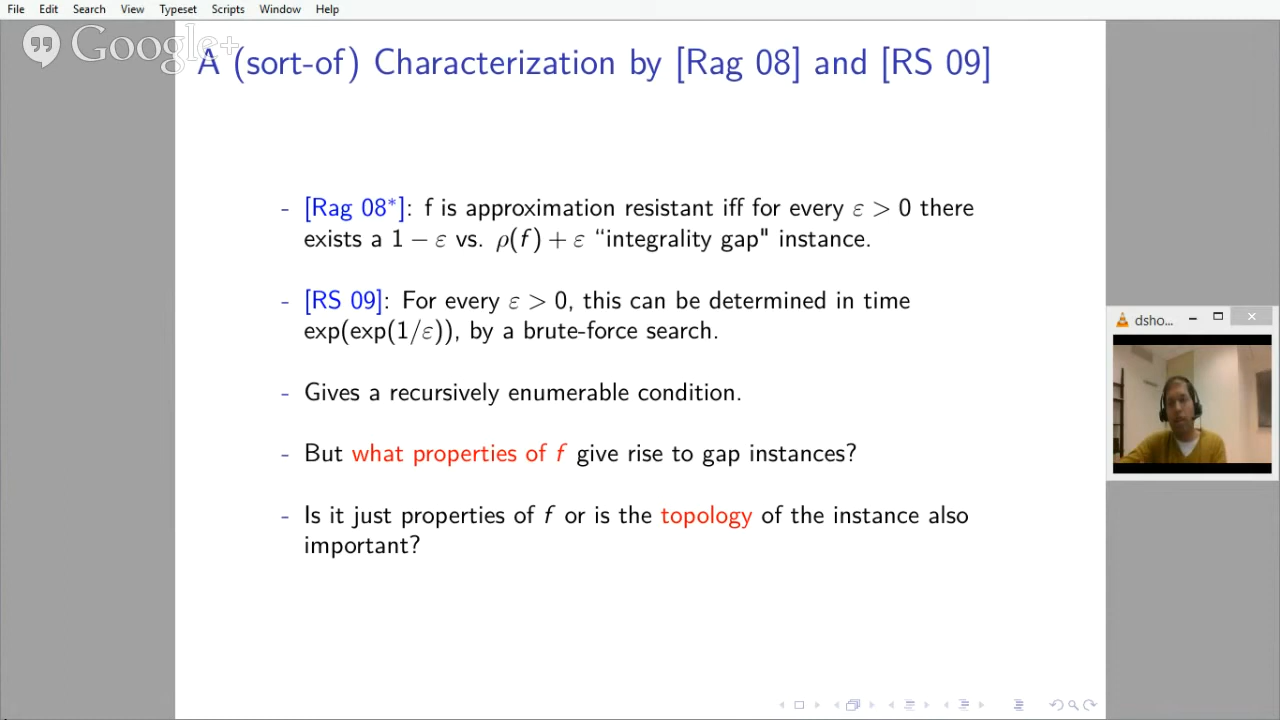 File Edit Search View Typeset Scripts Window Help
Google+
A (sort-of) Characterization by [Rag 08] and [RS 09]
- [Rag 08*]: f is approximation resistant iff for every ε > 0 there
exists a 1 − ε vs. ρ(f) + ε “integrality gap" instance.
- [RS 09]: For every ε > 0, this can be determined in time
exp(exp(1/ε)), by a brute-force search.
- Gives a recursively enumerable condition.
- But what properties of f give rise to gap instances?
- Is it just properties of f or is the topology of the instance also
important?
dsho...